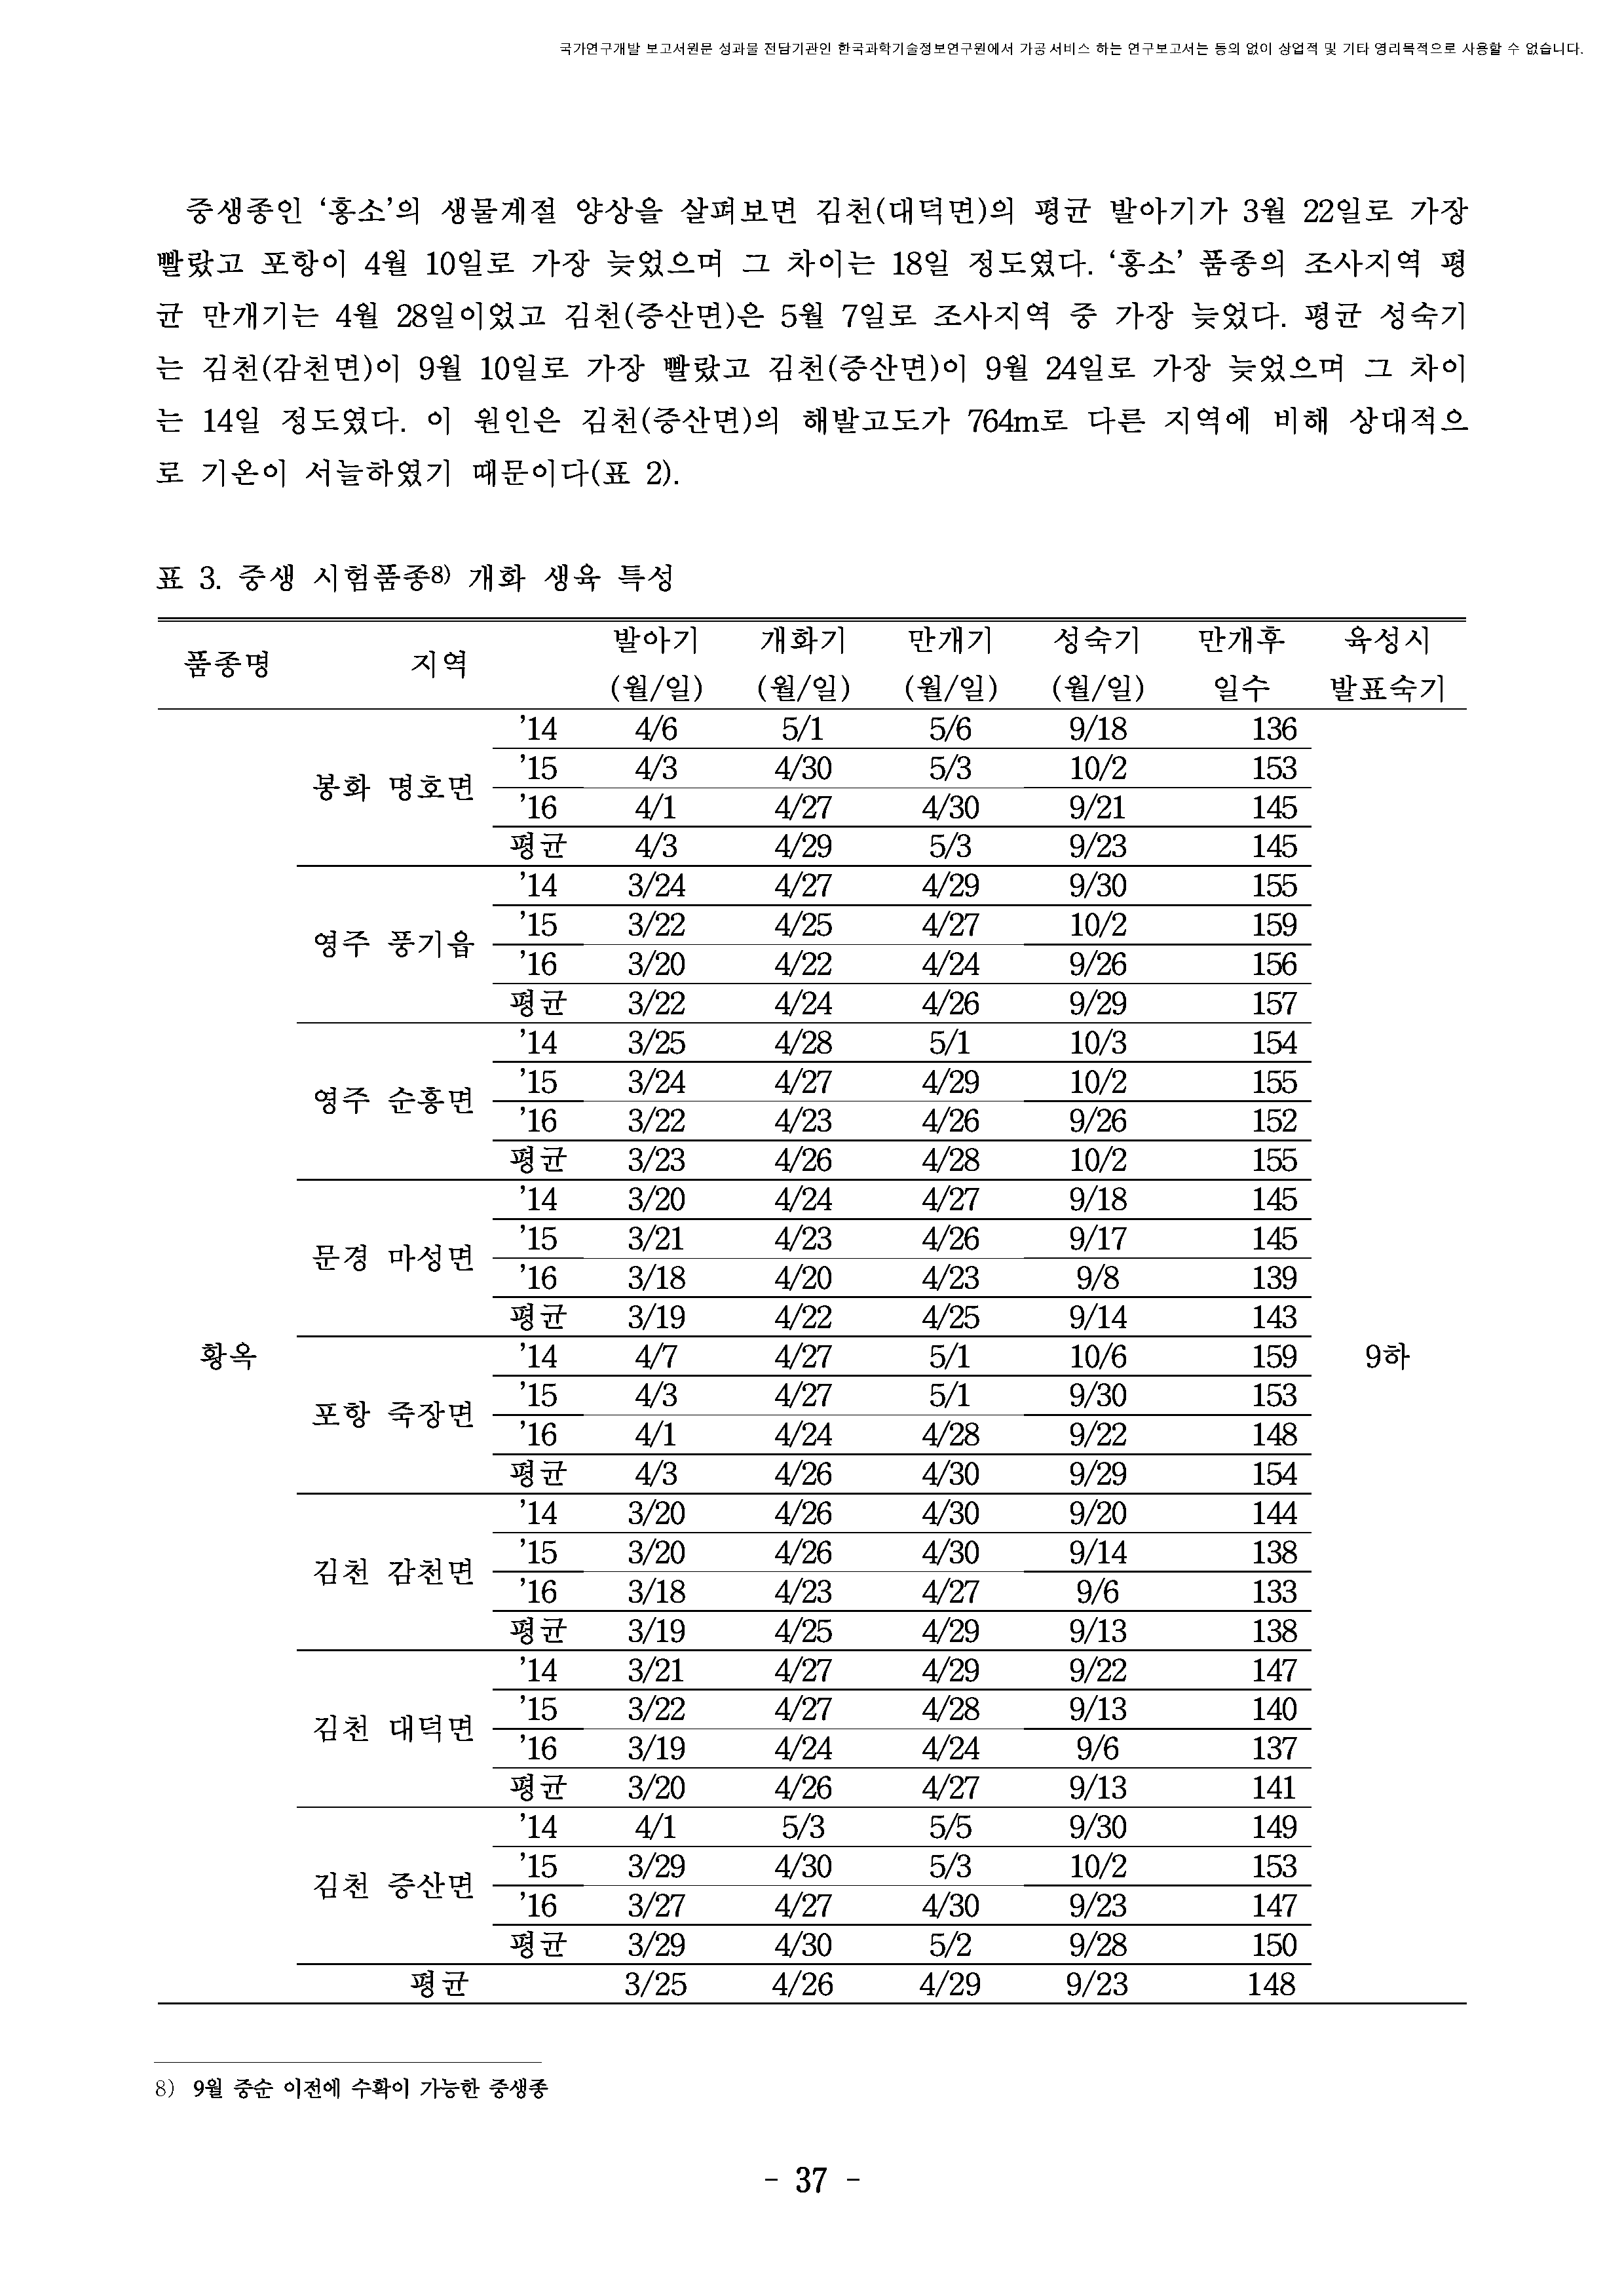 국가연구개발 보고서원문 성과물 전담기관인 한국과학기술정보연구원에서 가공·서비스 하는 연구보고서는 동의 없이 상업적 및 기타 영리목적으로 사용할 수 없습니다.
중생종인 ‘홍소’의 생물계절 양상을 살펴보면 김천(대덕면)의 평균 발아기가 3월 22일로 가장
빨랐고 포항이 4월 10일로 가장 늦었으며 그 차이는 18일 정도였다. ‘홍소’ 품종의 조사지역 평
균 만개기는 4월 28일이었고 김천(증산면)은 5월 7일로 조사지역 중 가장 늦었다. 평균 성숙기
는 김천(감천면)이 9월 10일로 가장 빨랐고 김천(증산면)이 9월 24일로 가장 늦었으며 그 차이
는 14일 정도였다. 이 원인은 김천(증산면)의 해발고도가 764m로 다른 지역에 비해 상대적으
로 기온이 서늘하였기 때문이다(표 2).
표 3. 중생 시험품종8) 개화 생육 특성
품종명 지역 발아기 (월/일) 개화기 (월/일) 만개기 (월/일) 성숙기 (월/일) 만개후 일수 육성시 발표숙기
황옥 9하
봉화 명호면
’14 4/6 5/1 5/6 9/18 136
’15 4/3 4/30 5/3 10/2 153
’16 4/1 4/27 4/30 9/21 145
평균 4/3 4/29 5/3 9/23 145
영주 풍기읍
’14 3/24 4/27 4/29 9/30 155
’15 3/22 4/25 4/27 10/2 159
’16 3/20 4/22 4/24 9/26 156
평균 3/22 4/24 4/26 9/29 157
영주 순흥면
’14 3/25 4/28 5/1 10/3 154
’15 3/24 4/27 4/29 10/2 155
’16 3/22 4/23 4/26 9/26 152
평균 3/23 4/26 4/28 10/2 155
문경 마성면
’14 3/20 4/24 4/27 9/18 145
’15 3/21 4/23 4/26 9/17 145
’16 3/18 4/20 4/23 9/8 139
평균 3/19 4/22 4/25 9/14 143
포항 죽장면
’14 4/7 4/27 5/1 10/6 159
’15 4/3 4/27 5/1 9/30 153
’16 4/1 4/24 4/28 9/22 148
평균 4/3 4/26 4/30 9/29 154
김천 감천면
’14 3/20 4/26 4/30 9/20 144
’15 3/20 4/26 4/30 9/14 138
’16 3/18 4/23 4/27 9/6 133
평균 3/19 4/25 4/29 9/13 138
김천 대덕면
’14 3/21 4/27 4/29 9/22 147
’15 3/22 4/27 4/28 9/13 140
’16 3/19 4/24 4/24 9/6 137
평균 3/20 4/26 4/27 9/13 141
김천 증산면
’14 4/1 5/3 5/5 9/30 149
’15 3/29 4/30 5/3 10/2 153
’16 3/27 4/27 4/30 9/23 147
평균 3/29 4/30 5/2 9/28 150
평균 3/25 4/26 4/29 9/23 148
8) 9월 중순 이전에 수확이 가능한 중생종
- 37 -